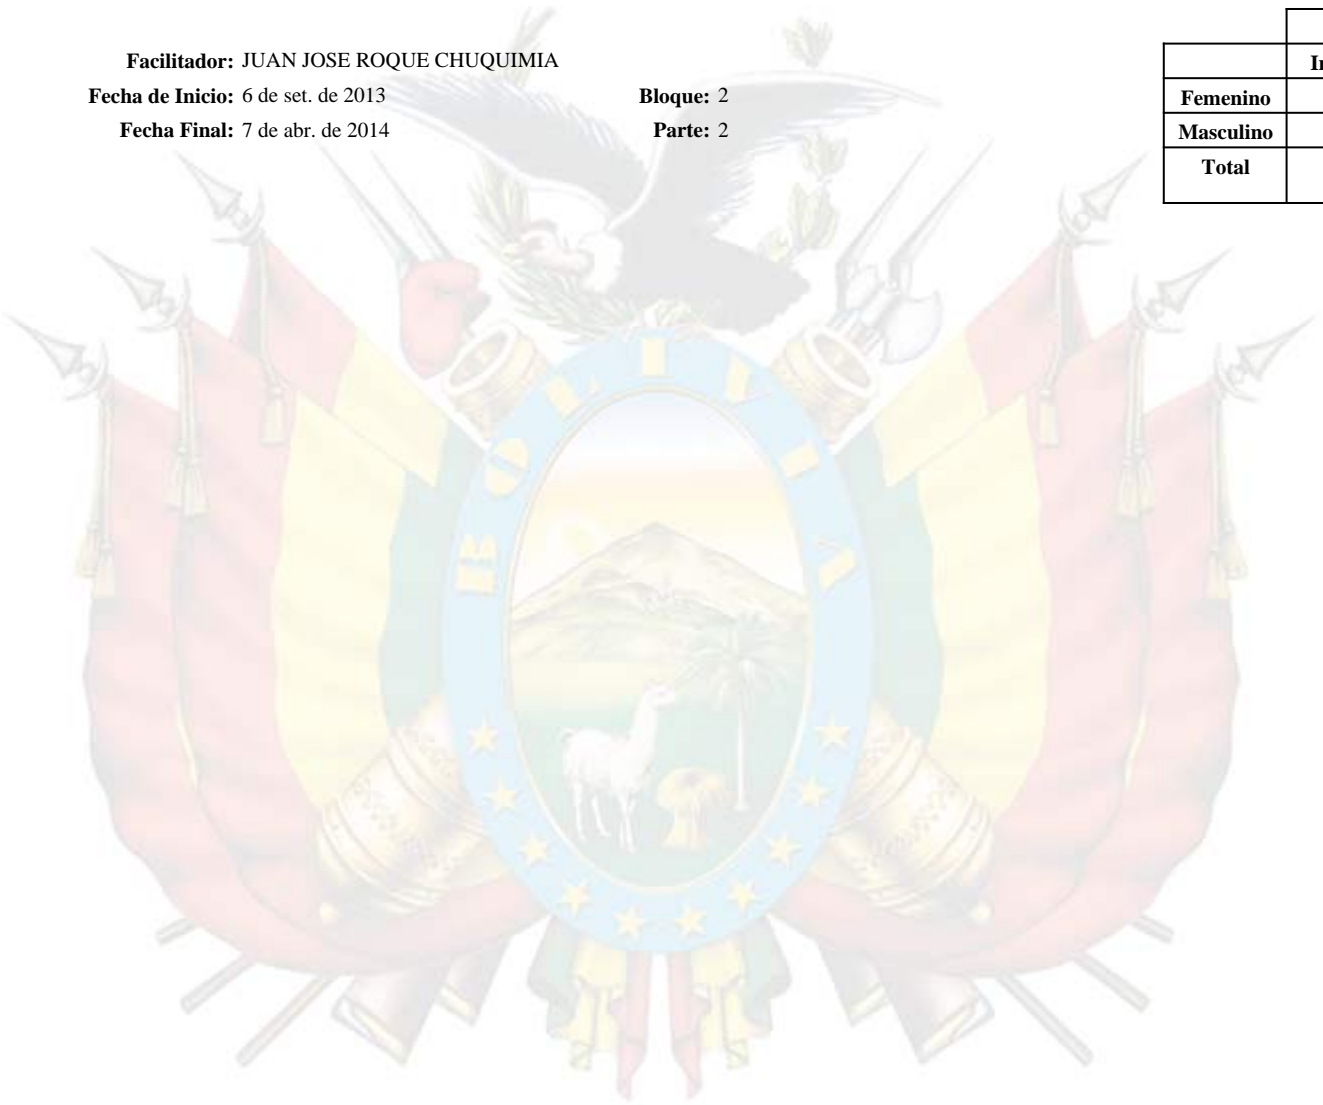 Facilitador: JUAN JOSE ROQUE CHUQUIMIA
Fecha de Inicio: 6 de set. de 2013 Bloque: 2
Fecha Final: 7 de abr. de 2014 Parte: 2
Femenino
Masculino
Total
BOLIVIA